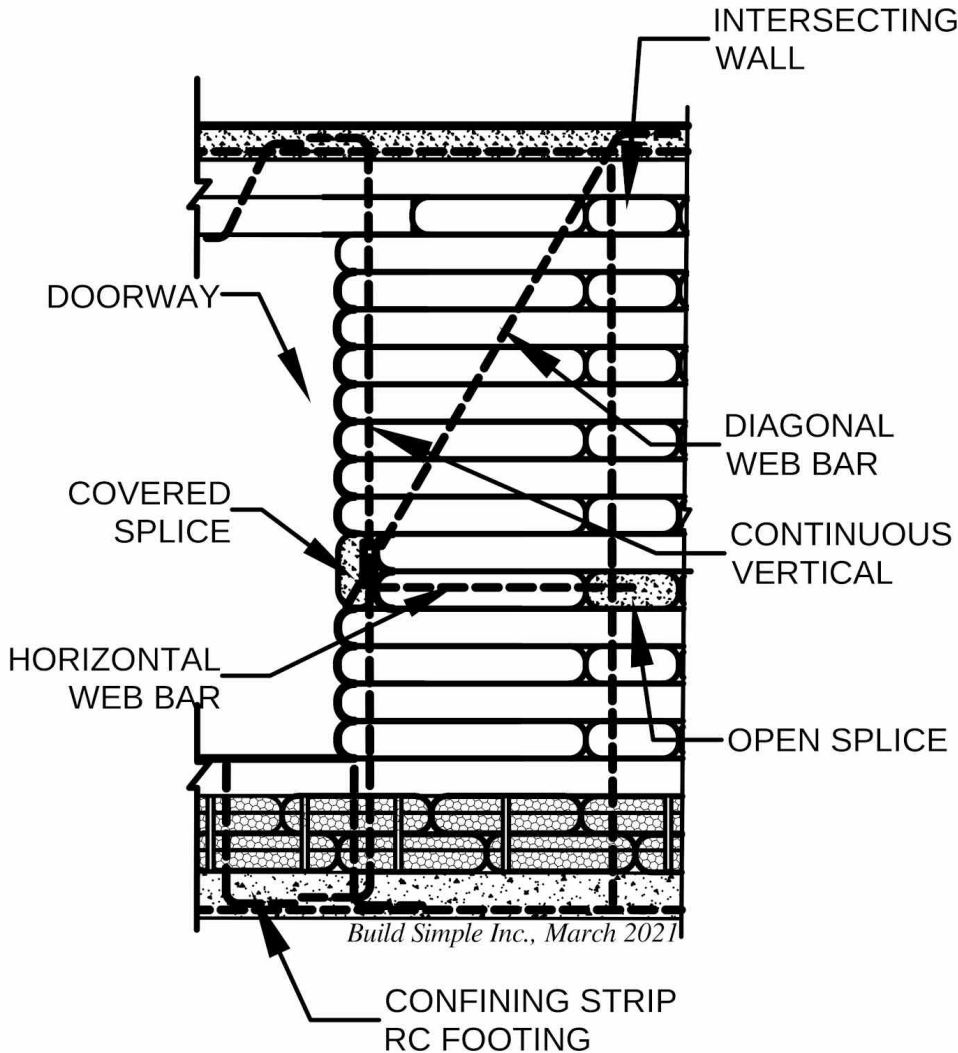 INTERSECTING
WALL
DOORWAY
DIAGONAL
WEB BAR
COVERED
SPLICE
CONTINUOUS
VERTICAL
HORIZONTAL
WEB BAR
OPEN SPLICE
Build Simple Inc., March 2021
CONFINING STRIP
RC FOOTING